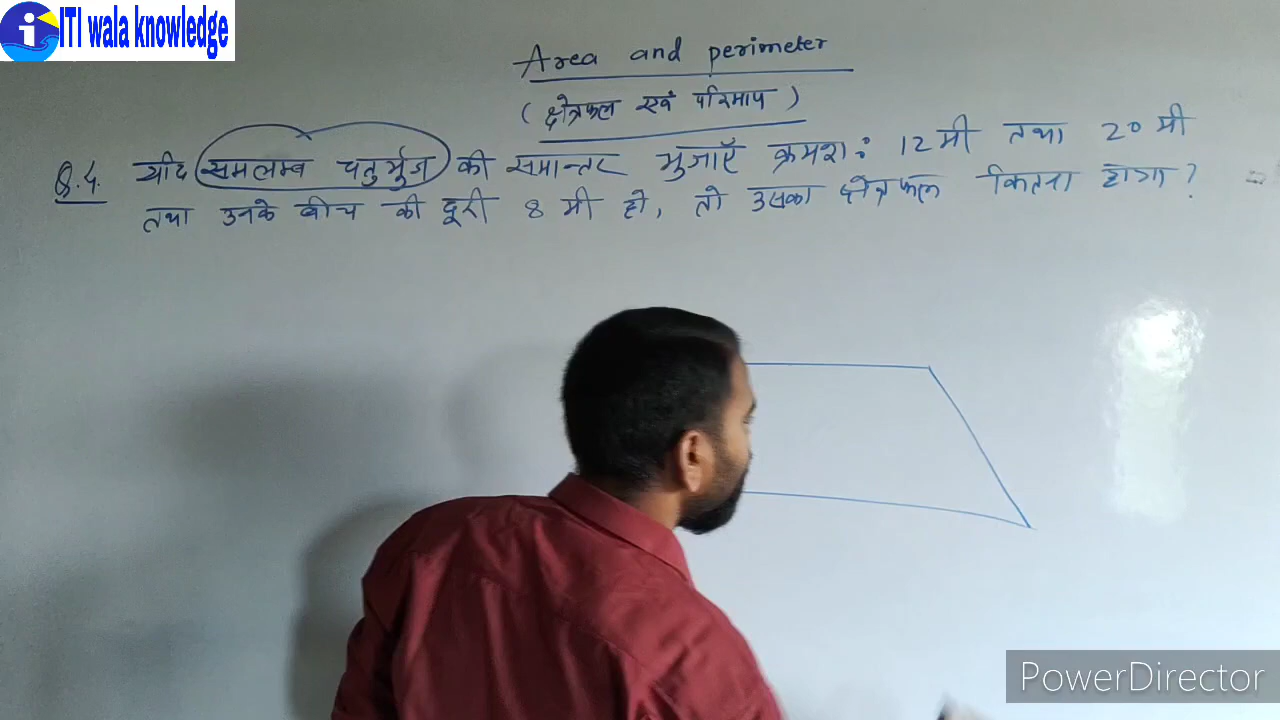 ITI wala knowledge
Area and perimeter
(क्षेत्रफल एवं परिमाप)
Q.4. यदि समलम्ब चतुर्भुज की समान्तर भुजाएँ क्रमश: 12 मी तथा 20 मी
तथा उनके बीच की दूरी 8 मी हो, तो उसका क्षेत्रफल कितना होगा?
PowerDirector